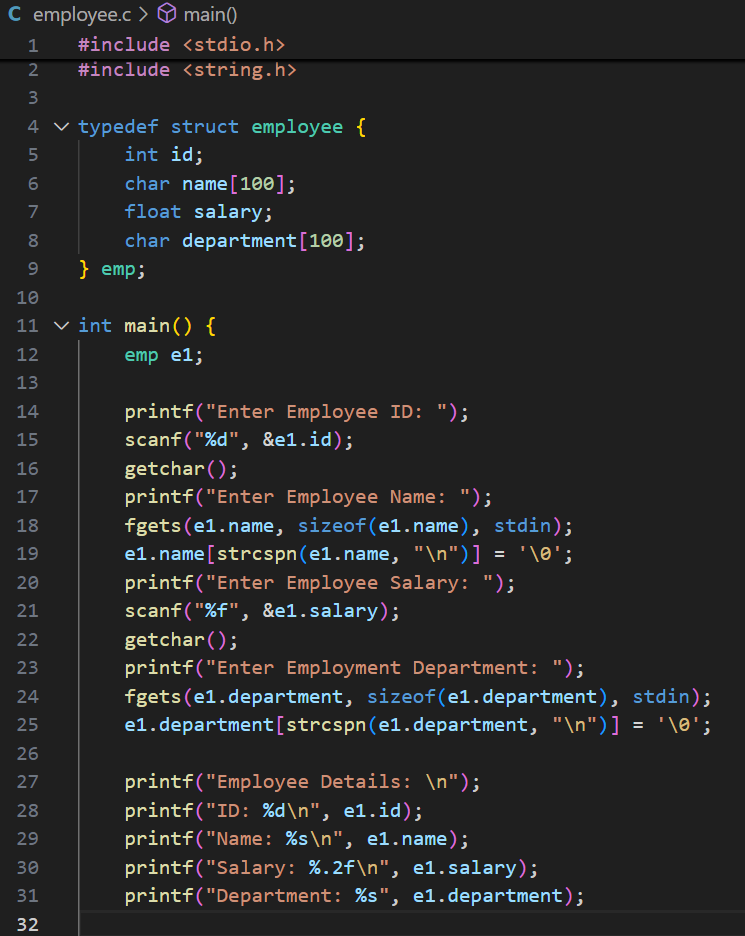 C employee.c > main()
1 #include <stdio.h>
2 #include <string.h>
3
4 typedef struct employee {
5     int id;
6     char name[100];
7     float salary;
8     char department[100];
9 } emp;
10
11 int main() {
12     emp e1;
13
14     printf("Enter Employee ID: ");
15     scanf("%d", &e1.id);
16     getchar();
17     printf("Enter Employee Name: ");
18     fgets(e1.name, sizeof(e1.name), stdin);
19     e1.name[strcspn(e1.name, "\n")] = '\0';
20     printf("Enter Employee Salary: ");
21     scanf("%f", &e1.salary);
22     getchar();
23     printf("Enter Employment Department: ");
24     fgets(e1.department, sizeof(e1.department), stdin);
25     e1.department[strcspn(e1.department, "\n")] = '\0';
26
27     printf("Employee Details: \n");
28     printf("ID: %d\n", e1.id);
29     printf("Name: %s\n", e1.name);
30     printf("Salary: %.2f\n", e1.salary);
31     printf("Department: %s", e1.department);
32